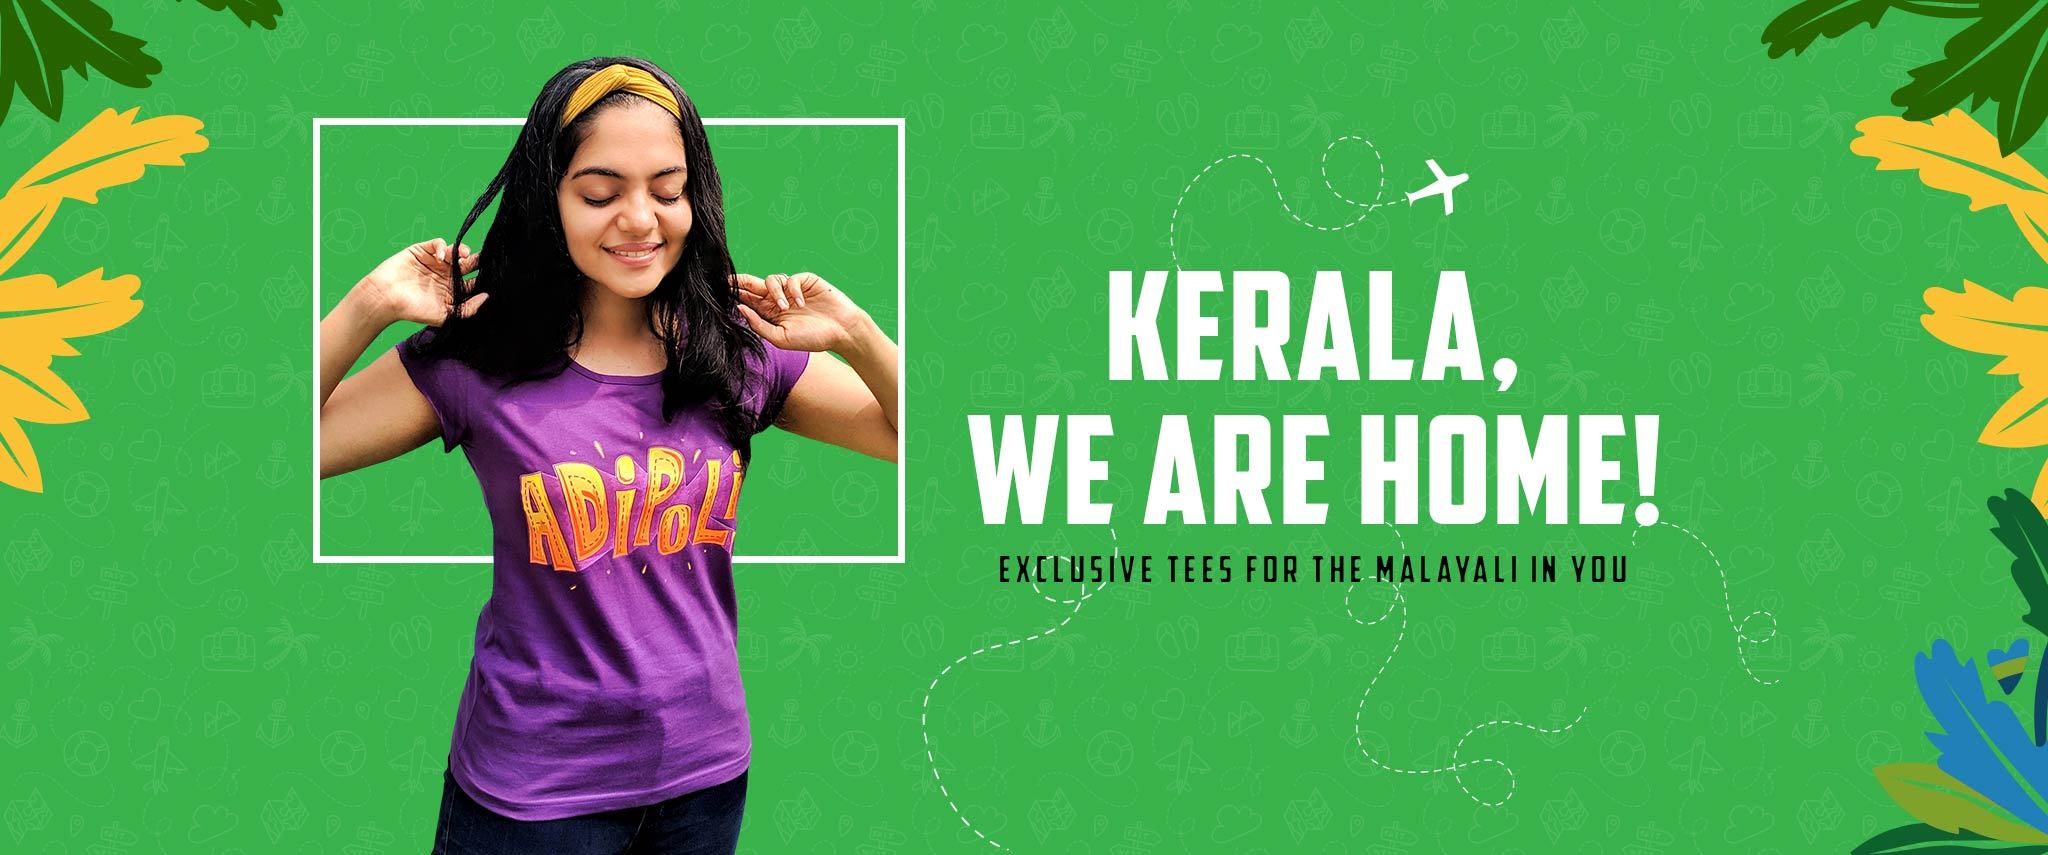 ADiPOLi
KERALA,
WE ARE HOME!
EXCLUSIVE TEES FOR THE MALAYALI IN YOU